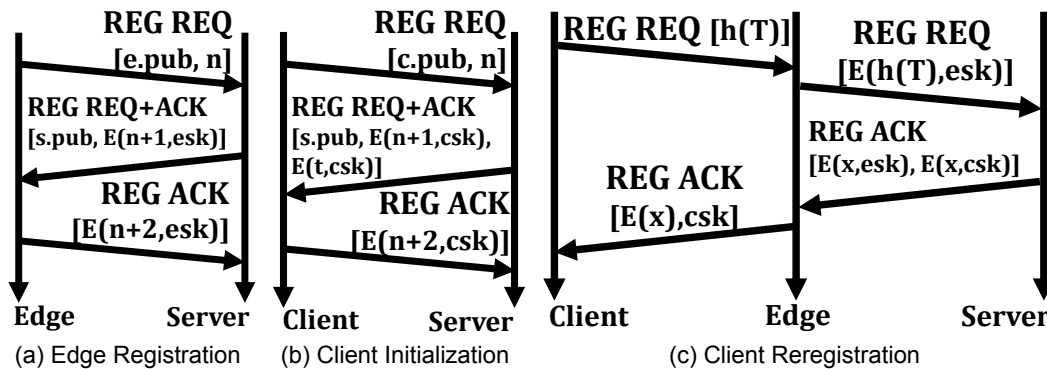 REG REQ
[e.pub, n]
REG REQ+ACK
[s.pub, E(n+1,esk)]
REG ACK
[E(n+2,esk)]
Edge
Server
(a) Edge Registration
REG REQ
[c.pub, n]
REG REQ+ACK
[s.pub, E(n+1,csk),
E(t,csk)]
REG ACK
[E(n+2,csk)]
Client
Server
(b) Client Initialization
REG REQ [h(T)]
REG REQ
[E(h(T),esk)]
REG ACK
[E(x,esk), E(x,csk)]
REG ACK
[E(x),csk]
Client
Edge
Server
(c) Client Reregistration